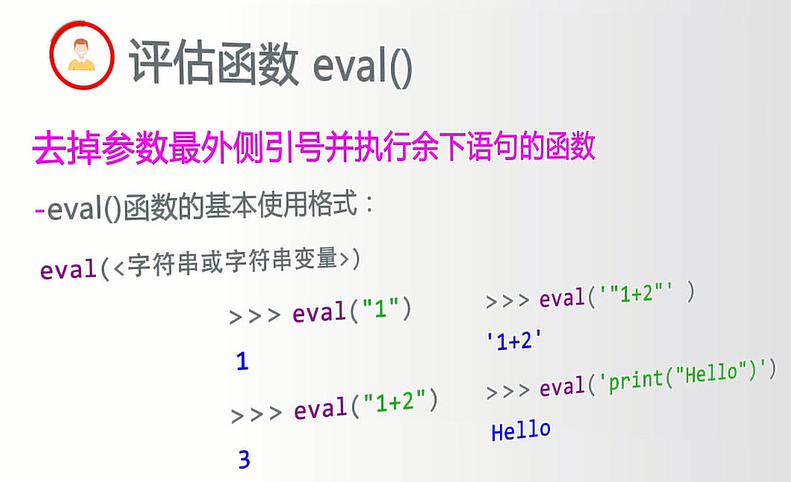 评估函数 eval()
去掉参数最外侧引号并执行余下语句的函数
-eval()函数的基本使用格式：
eval(<字符串或字符串变量>)
>>> eval("1")
1
>>> eval("1+2")
3
>>> eval('"1+2"' )
'1+2'
>>> eval('print("Hello")')
Hello